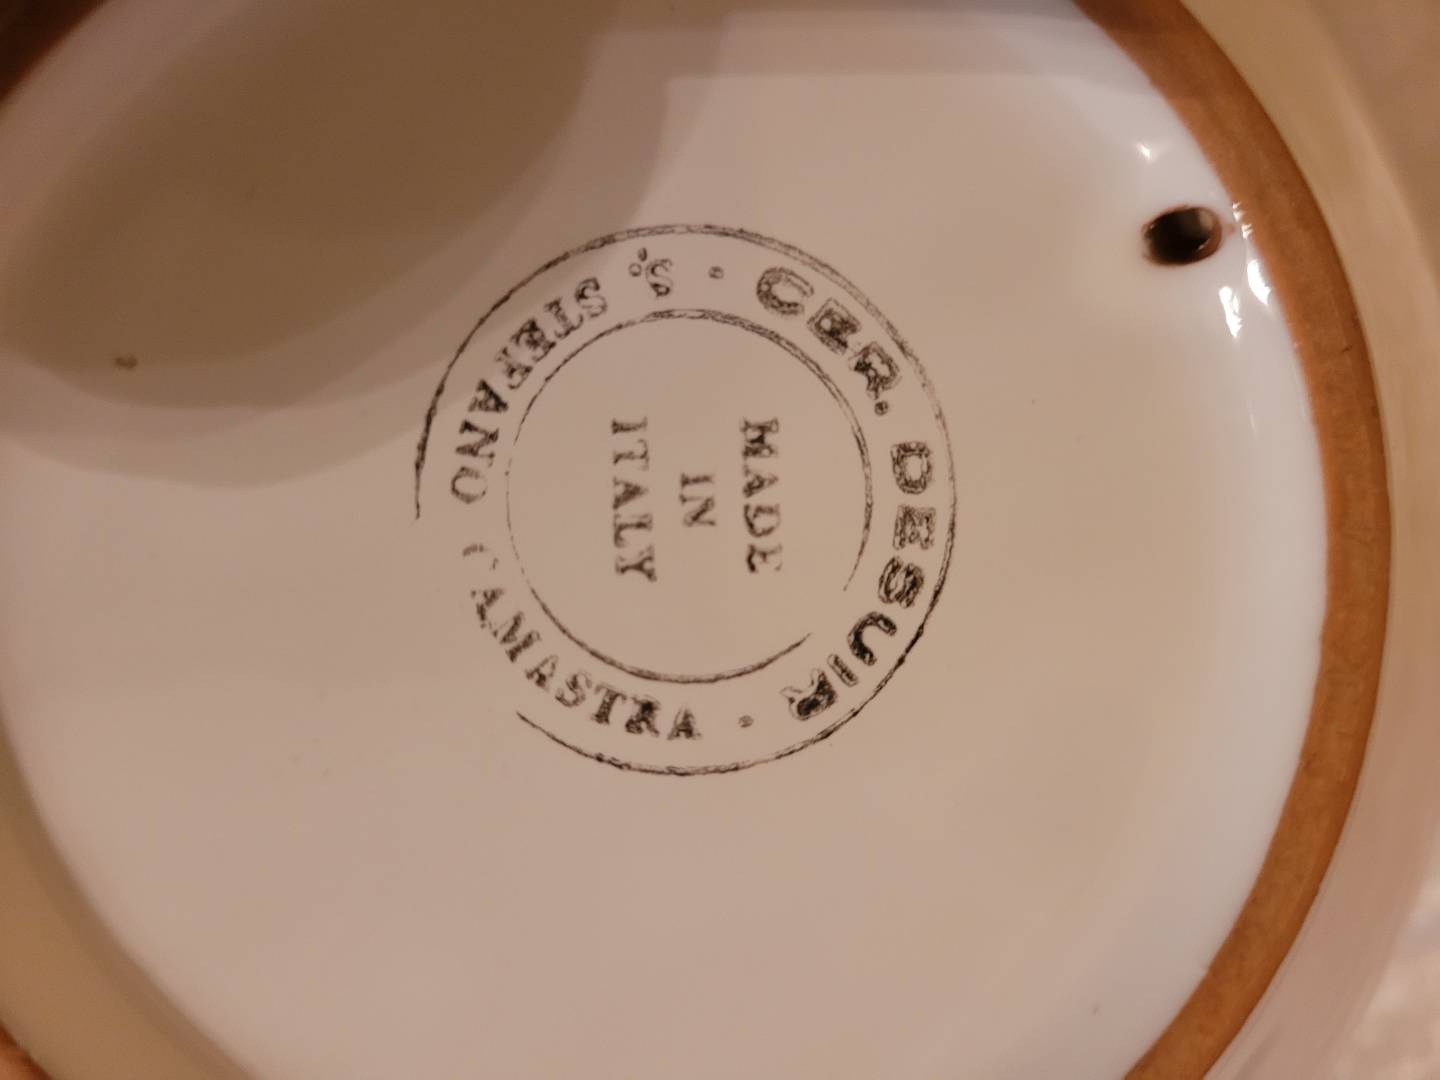 CER. DESUIR
S. STEFANO CAMASTRA
MADE
IN
ITALY